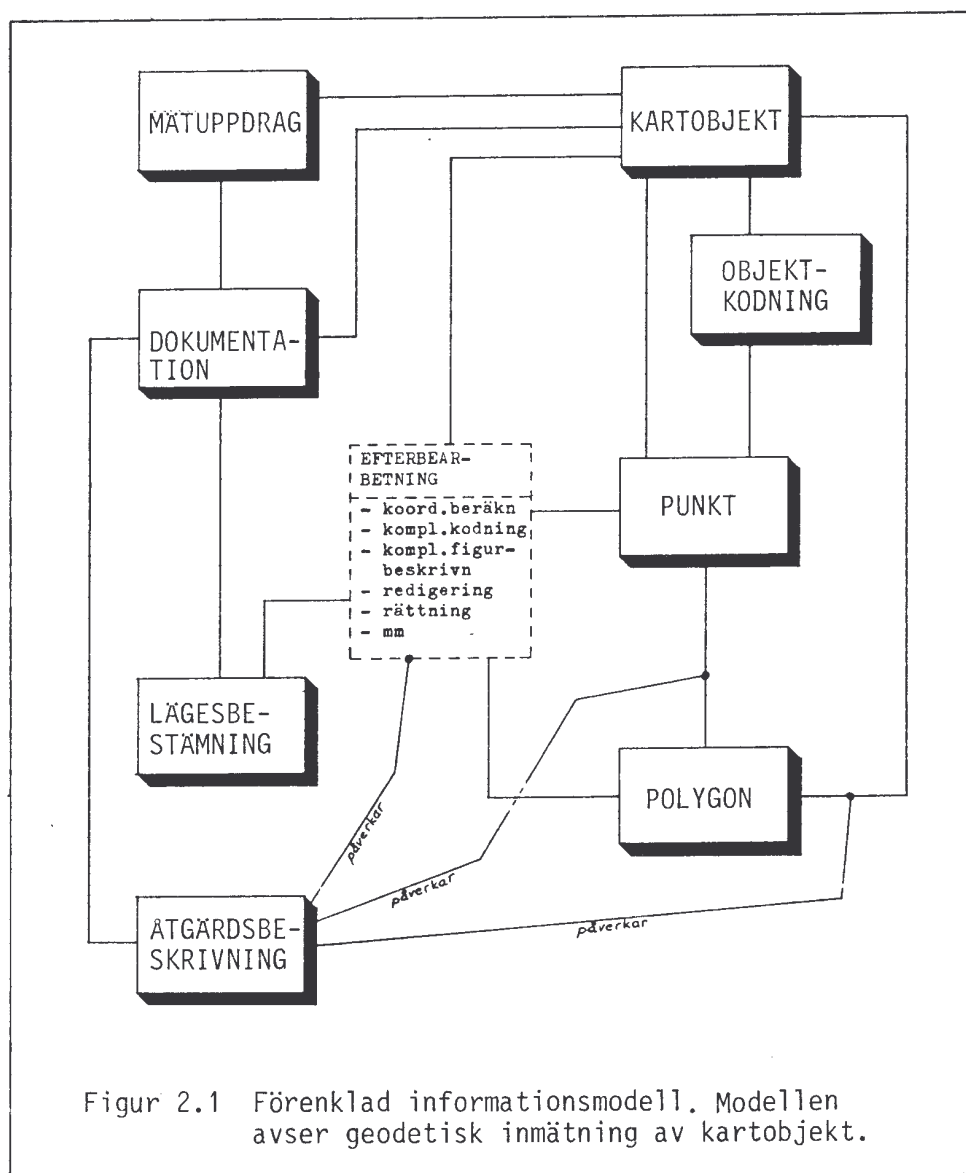 MÄTUPPDRAG
KARTOBJEKT
OBJEKT-
KODNING
DOKUMENTA-
TION
EFTERBEAR-
BETNING
- koord.beräkn
- kompl.kodning
- kompl.figur-
beskrivn
- redigering
- rättning
- mm
PUNKT
LÄGESBE-
STÄMNING
POLYGON
påverkar
påverkar
påverkar
ÅTGÄRDSBE-
SKRIVNING
Figur 2.1 Förenklad informationsmodell. Modellen
avser geodetisk inmätning av kartobjekt.